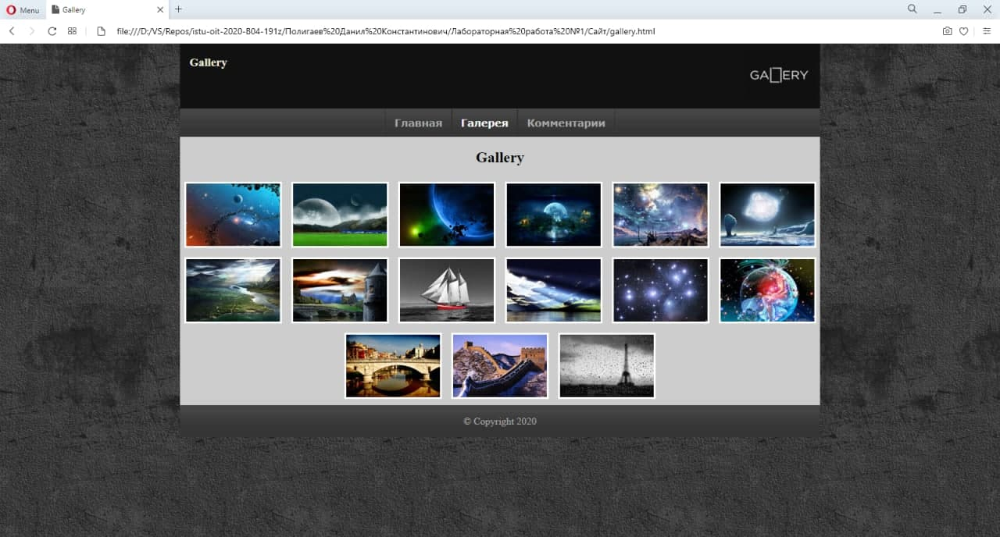 Menu
Gallery
file:///D:/VS/Repos/istu-oit-2020-B04-191z/Полигаев%20Данил%20Константинович/Лабораторная%20работа%20№1/Сайт/gallery.html
Gallery
GA▯ERY
Главная Галерея Комментарии
Gallery
© Copyright 2020